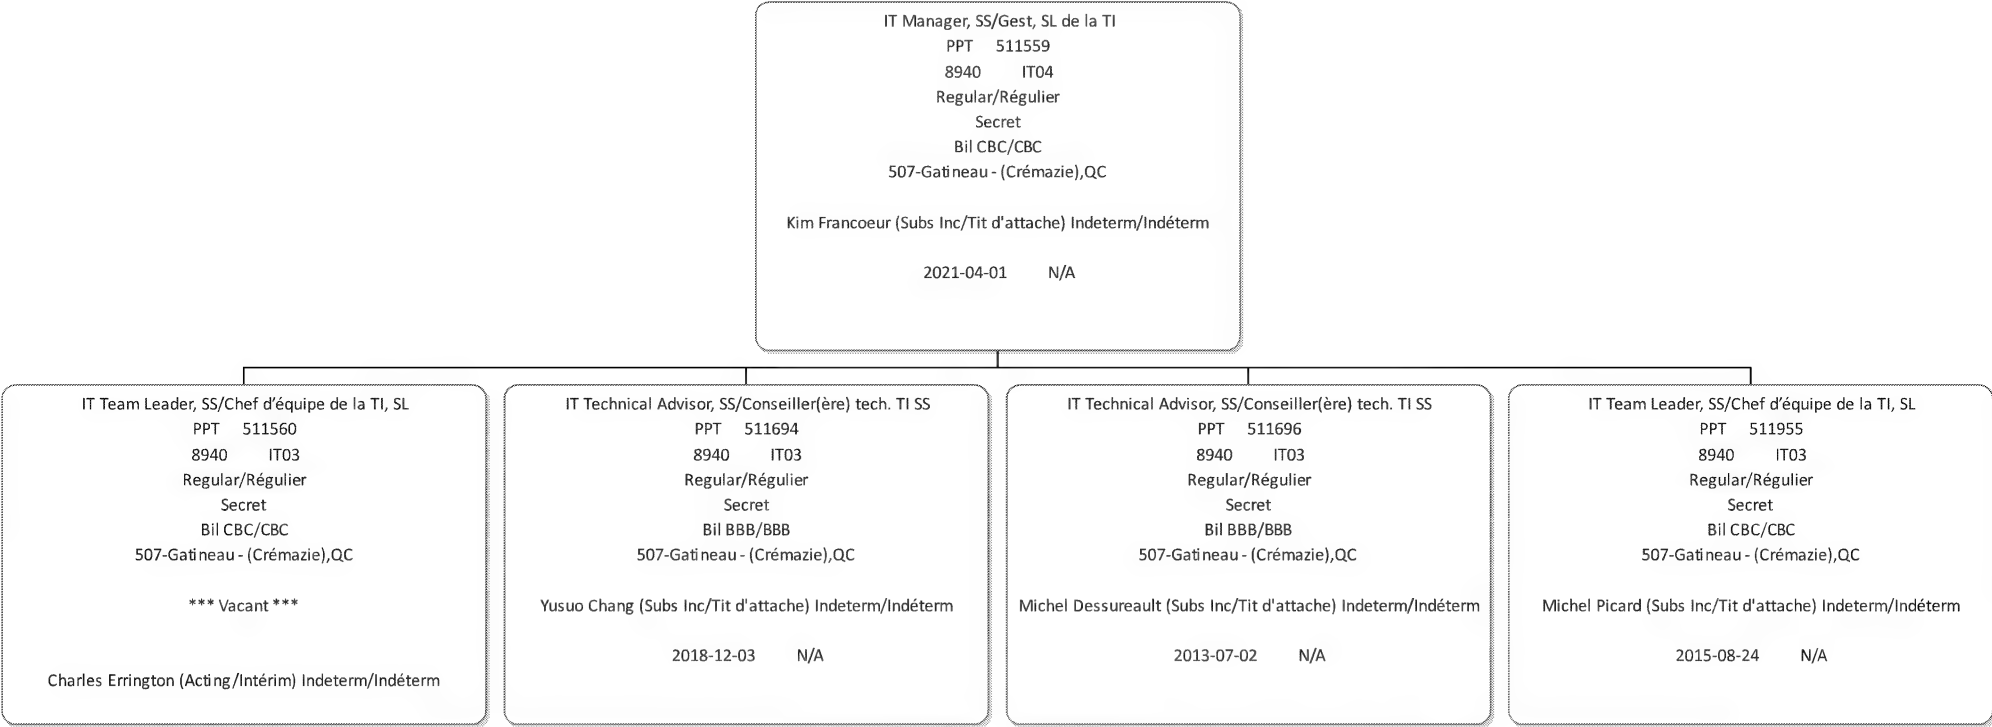 IT Manager, SS/Gest, SL de la TI
PPT 511559
8940 IT04
Regular/Régulier
Secret
Bil CBC/CBC
507-Gatineau - (Crémazie),QC
Kim Francoeur (Subs Inc/Tit d'attache) Indeterm/Indéterm
2021-04-01 N/A
IT Team Leader, SS/Chef d’équipe de la TI, SL
PPT 511560
8940 IT03
Regular/Régulier
Secret
Bil CBC/CBC
507-Gatineau - (Crémazie),QC
*** Vacant ***
Charles Errington (Acting/Intérim) Indeterm/Indéterm
IT Technical Advisor, SS/Conseiller(ère) tech. TI SS
PPT 511694
8940 IT03
Regular/Régulier
Secret
Bil BBB/BBB
507-Gatineau - (Crémazie),QC
Yusuo Chang (Subs Inc/Tit d'attache) Indeterm/Indéterm
2018-12-03 N/A
IT Technical Advisor, SS/Conseiller(ère) tech. TI SS
PPT 511696
8940 IT03
Regular/Régulier
Secret
Bil BBB/BBB
507-Gatineau - (Crémazie),QC
Michel Dessureault (Subs Inc/Tit d'attache) Indeterm/Indéterm
2013-07-02 N/A
IT Team Leader, SS/Chef d’équipe de la TI, SL
PPT 511955
8940 IT03
Regular/Régulier
Secret
Bil CBC/CBC
507-Gatineau - (Crémazie),QC
Michel Picard (Subs Inc/Tit d'attache) Indeterm/Indéterm
2015-08-24 N/A